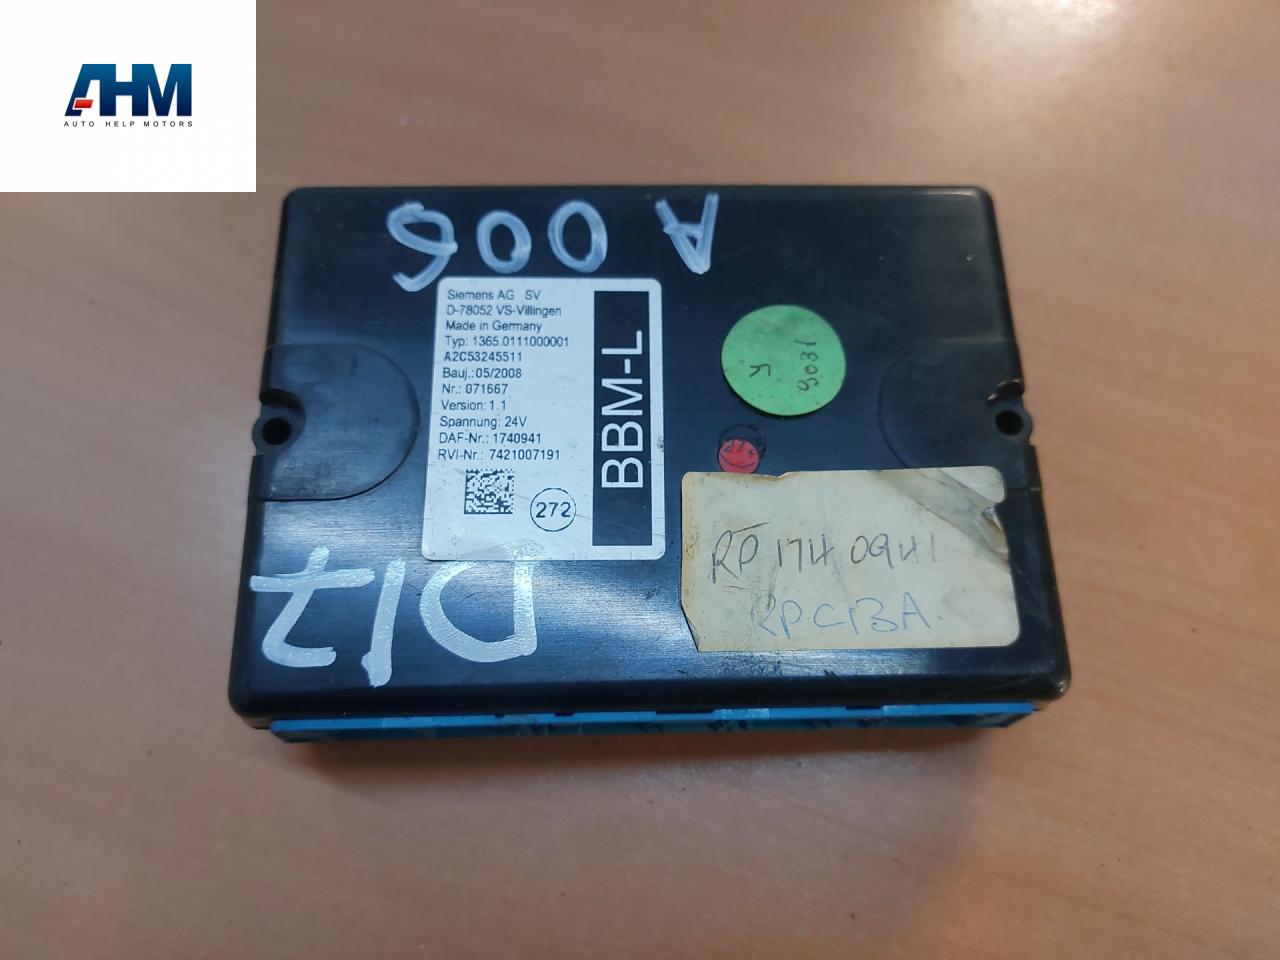 AHM
AUTO HELP MOTORS
A 006
Siemens AG SV
D-78052 VS-Villingen
Made in Germany
Typ: 1365.0111000001
A2C53245511
Bauj.:05/2008
Nr.: 071667
Version: 1.1
Spannung: 24V
DAF-Nr.: 1740941
RVI-Nr.: 7421007191
272
BBM-L
9031
RP 1740941
RPC13A.
D17